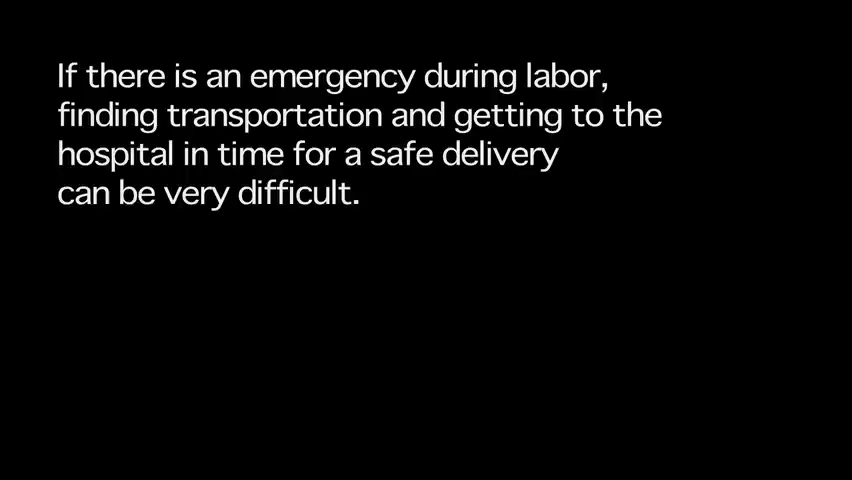 If there is an emergency during labor,
finding transportation and getting to the
hospital in time for a safe delivery
can be very difficult.